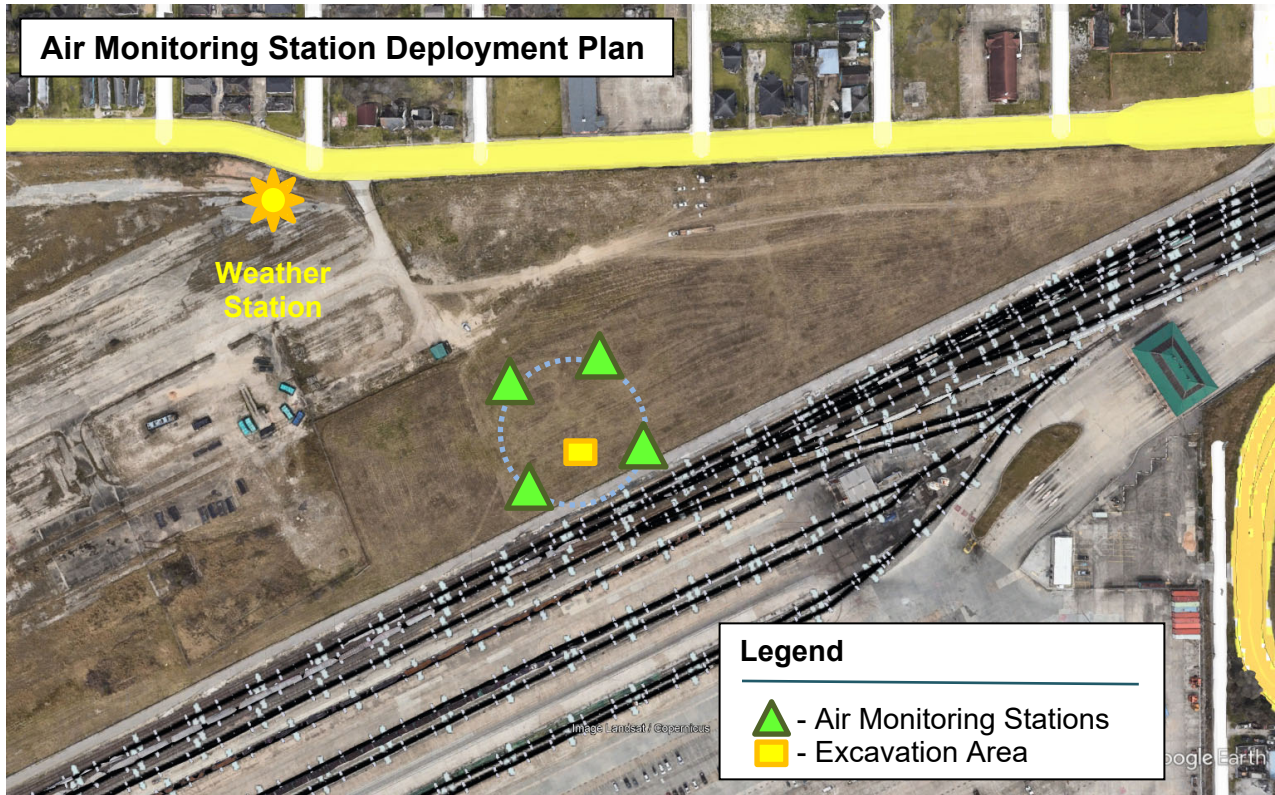 Air Monitoring Station Deployment Plan
Weather
Station
Legend
- Air Monitoring Stations
- Excavation Area
Image Landsat / Copernicus
oogle Earth